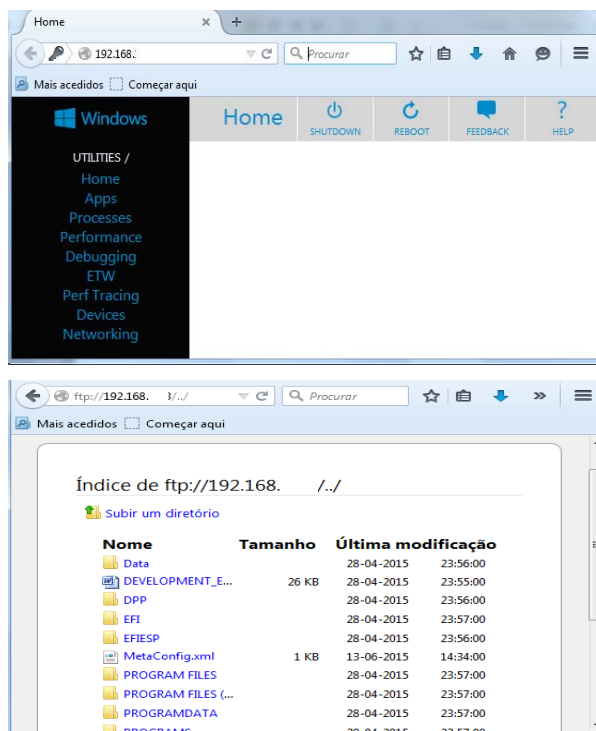 Home
192.168.:
Procurar
Mais acedidos Começar aqui
Windows
Home
SHUTDOWN
REBOOT
FEEDBACK
HELP
UTILITIES /
Home
Apps
Processes
Performance
Debugging
ETW
Perf Tracing
Devices
Networking
ftp://192.168. /../
Procurar
Mais acedidos Começar aqui
Índice de ftp://192.168. /../
Subir um diretório
Nome Tamanho Última modificação
Data 28-04-2015 23:56:00
DEVELOPMENT_E... 26 KB 28-04-2015 23:55:00
DPP 28-04-2015 23:56:00
EFI 28-04-2015 23:57:00
EFIESP 28-04-2015 23:56:00
MetaConfig.xml 1 KB 13-06-2015 14:34:00
PROGRAM FILES 28-04-2015 23:57:00
PROGRAM FILES (... 28-04-2015 23:57:00
PROGRAMDATA 28-04-2015 23:57:00